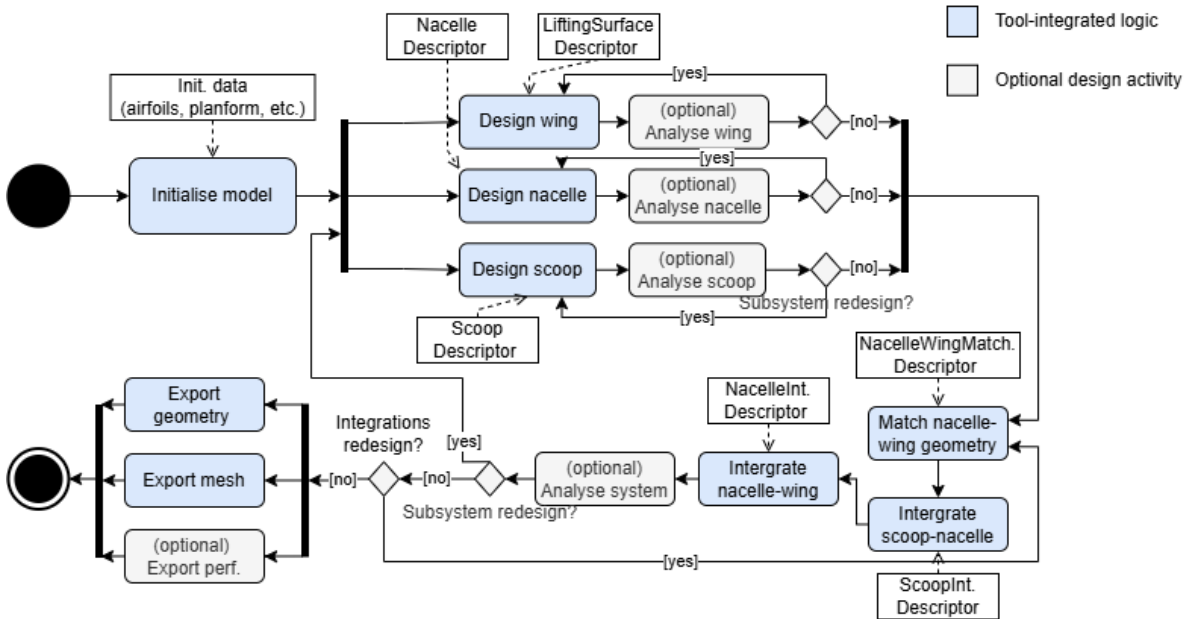 Nacelle
Descriptor
LiftingSurface
Descriptor
Tool-integrated logic
Optional design activity
Init. data
(airfoils, planform, etc.)
[yes]
Design wing
(optional)
Analyse wing
[no]
[yes]
Initialise model
Design nacelle
(optional)
Analyse nacelle
[no]
Design scoop
(optional)
Analyse scoop
[no]
Subsystem redesign?
[yes]
Scoop
Descriptor
NacelleWingMatch.
Descriptor
Export
geometry
Integrations
redesign?
[yes]
NacelleInt.
Descriptor
Match nacelle-
wing geometry
Export mesh
[no]
[no]
(optional)
Analyse system
Intergrate
nacelle-wing
Subsystem redesign?
Intergrate
scoop-nacelle
(optional)
Export perf.
[yes]
ScoopInt.
Descriptor